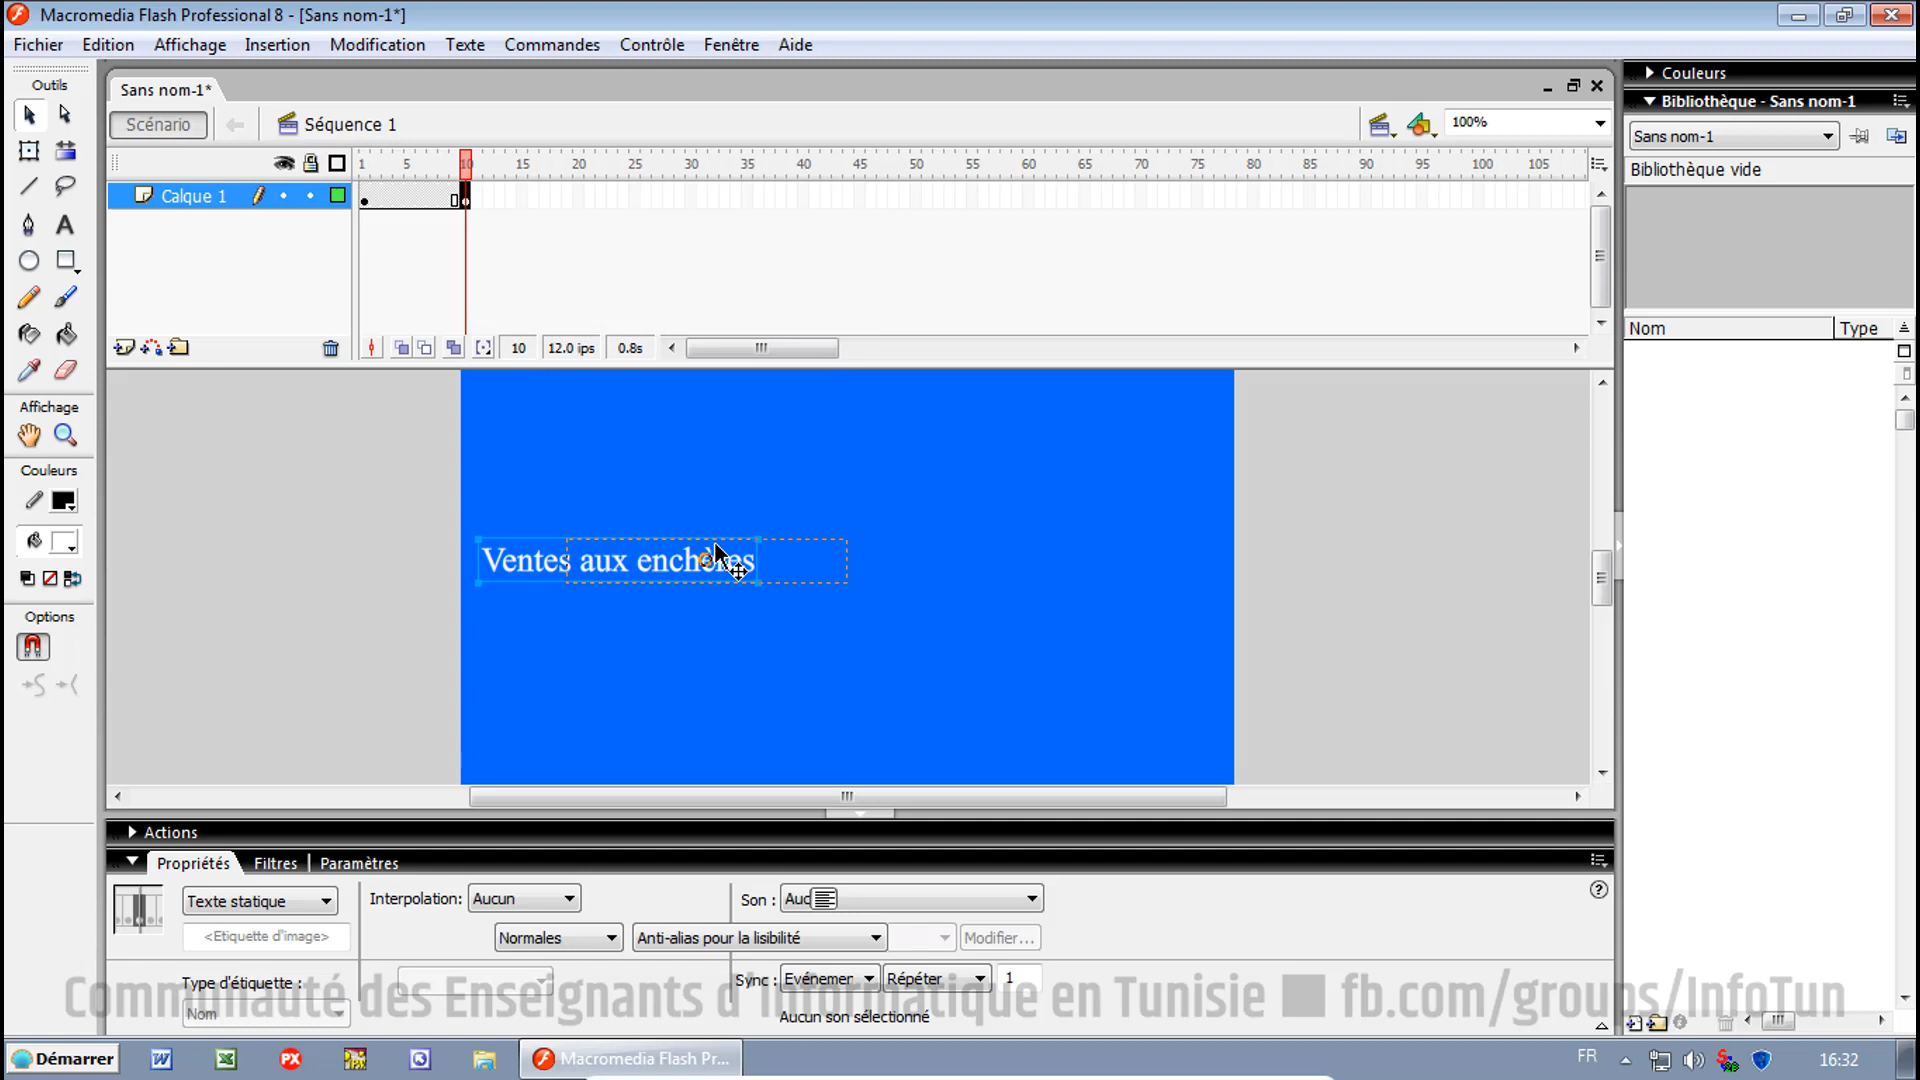 Macromedia Flash Professional 8 - [Sans nom-1*]
Fichier Edition Affichage Insertion Modification Texte Commandes Contrôle Fenêtre Aide
Outils
Sans nom-1*
Scénario Séquence 1 100%
1 5 10 15 20 25 30 35 40 45 50 55 60 65 70 75 80 85 90 95 100 105
Calque 1
10 12.0 ips 0.8s
Affichage
Couleurs
Options
Ventes aux enchères
Couleurs
Bibliothèque - Sans nom-1
Sans nom-1
Bibliothèque vide
Nom Type
Actions
Propriétés Filtres Paramètres
Texte statique Interpolation: Aucun Son : Auc
<Etiquette d'image> Normales Anti-alias pour la lisibilité Modifier...
Type d'étiquette : Sync : Evénemer Répéter 1
Nom Aucun son sélectionné
Communauté des Enseignants d'Informatique en Tunisie fb.com/groups/InfoTun
Démarrer Macromedia Flash Pr... FR 16:32